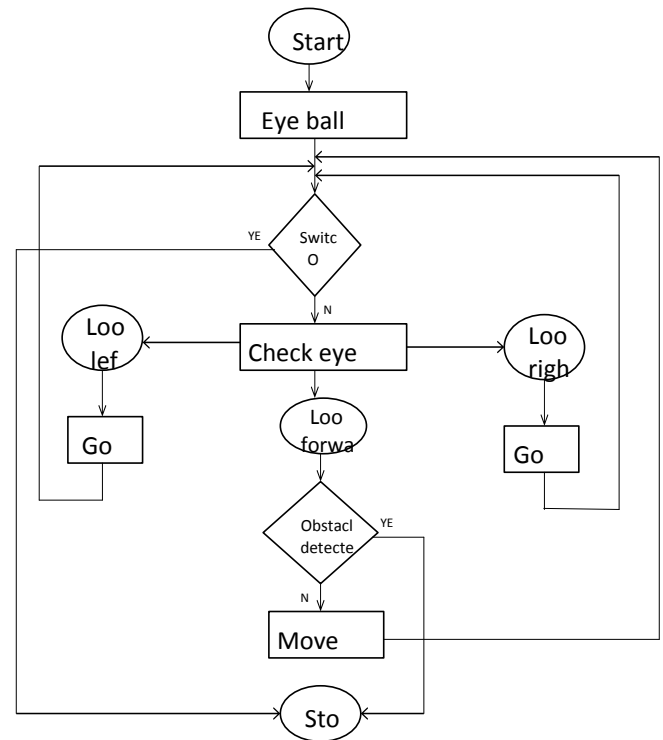 Start
Eye ball
YE
Switc
O
N
Loo
lef
Check eye
Loo
righ
Loo
forwa
Go
Go
Obstacl
detecte
YE
N
Move
Sto